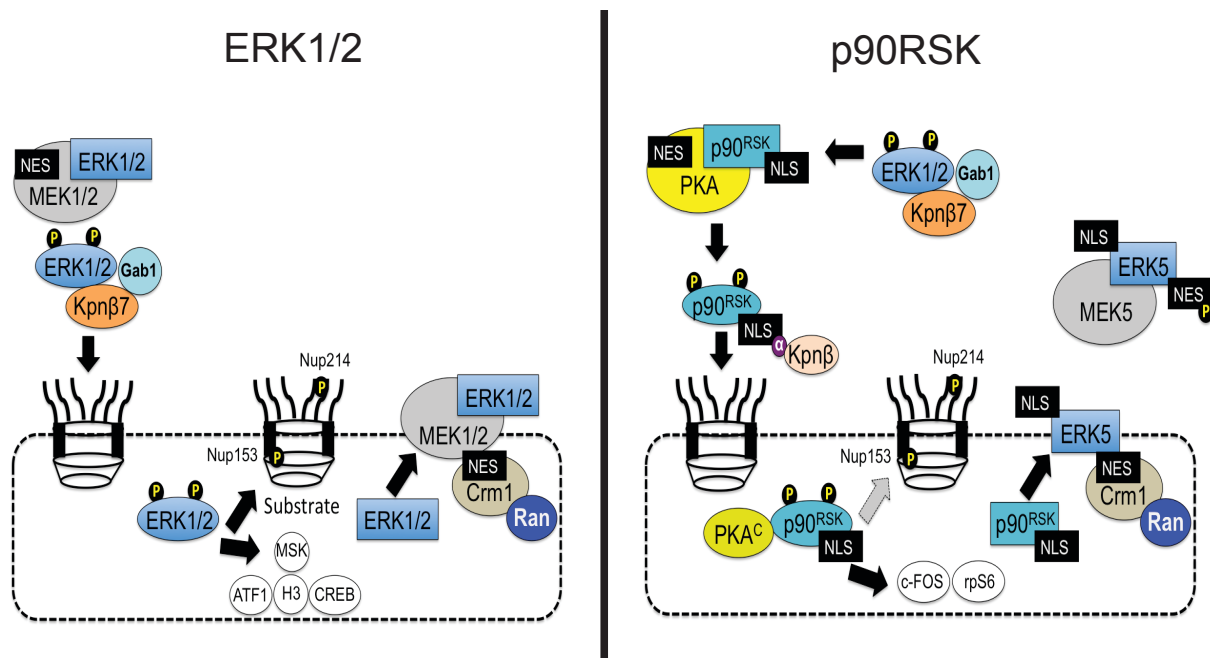 ERK1/2
NES
ERK1/2
MEK1/2
P
P
ERK1/2
Gab1
Kpnβ7
Nup214
P
ERK1/2
MEK1/2
Nup153
P
NES
Crm1
Ran
P
P
ERK1/2
Substrate
ERK1/2
MSK
ATF1
H3
CREB
p90RSK
NES
p90RSK
NLS
PKA
P
P
ERK1/2
Gab1
Kpnβ7
P
P
p90RSK
NLS
α
Kpnβ
NLS
ERK5
NES
P
MEK5
Nup214
P
NLS
ERK5
Nup153
P
NES
Crm1
Ran
P
P
PKAC
p90RSK
NLS
p90RSK
NLS
c-FOS
rpS6